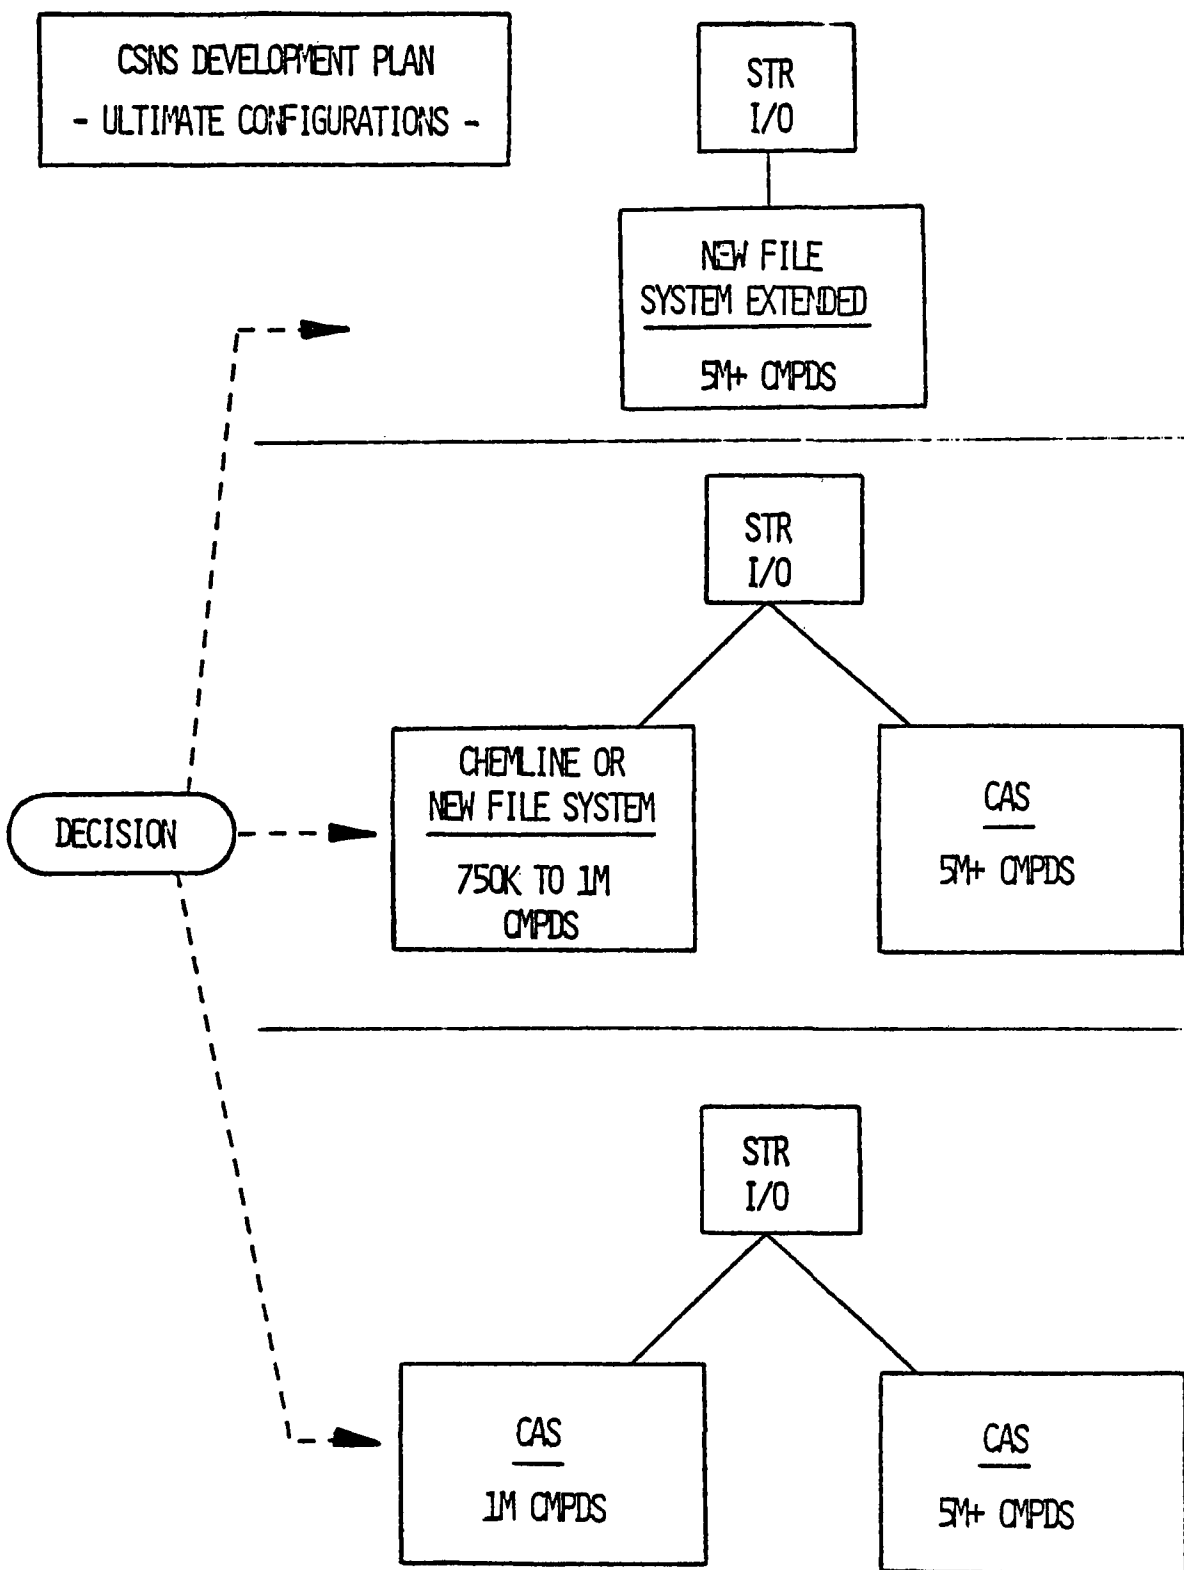 CSNS DEVELOPMENT PLAN
- ULTIMATE CONFIGURATIONS -
STR
I/O
NEW FILE
SYSTEM EXTENDED
5M+ CMPDS
STR
I/O
DECISION
CHEMLINE OR
NEW FILE SYSTEM
750K TO 1M
CMPDS
CAS
5M+ CMPDS
STR
I/O
CAS
1M CMPDS
CAS
5M+ CMPDS